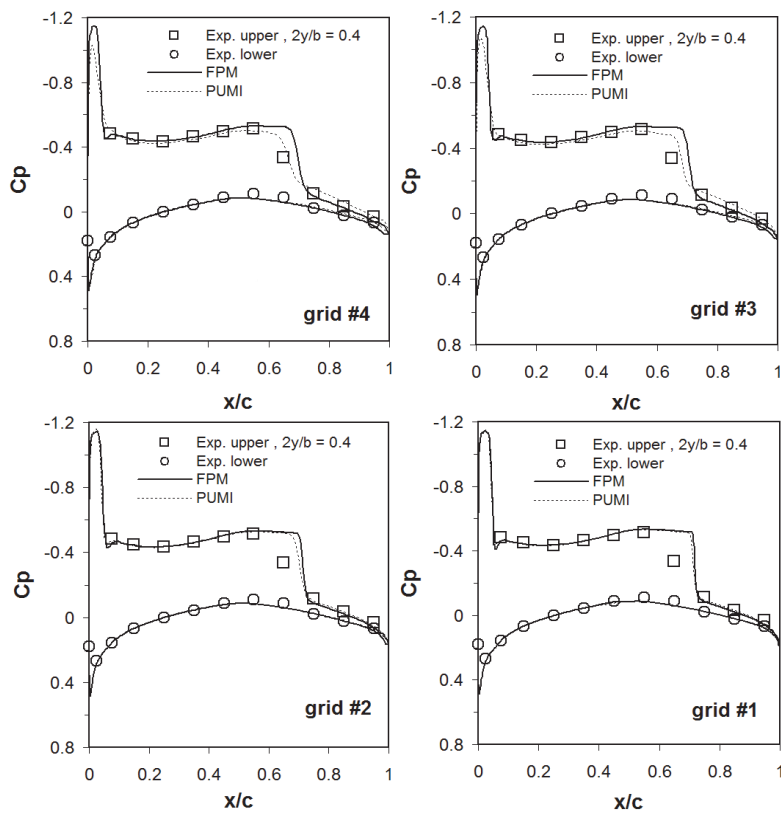 -1.2
-0.8
-0.4
0
0.4
0.8
Cp
Exp. upper , 2y/b = 0.4
Exp. lower
FPM
PUMI
grid #4
0 0.2 0.4 0.6 0.8 1
x/c
-1.2
-0.8
-0.4
0
0.4
0.8
Cp
Exp. upper , 2y/b = 0.4
Exp. lower
FPM
PUMI
grid #3
0 0.2 0.4 0.6 0.8 1
x/c
-1.2
-0.8
-0.4
0
0.4
0.8
Cp
Exp. upper , 2y/b = 0.4
Exp. lower
FPM
PUMI
grid #2
0 0.2 0.4 0.6 0.8 1
x/c
-1.2
-0.8
-0.4
0
0.4
0.8
Cp
Exp. upper , 2y/b = 0.4
Exp. lower
FPM
PUMI
grid #1
0 0.2 0.4 0.6 0.8 1
x/c